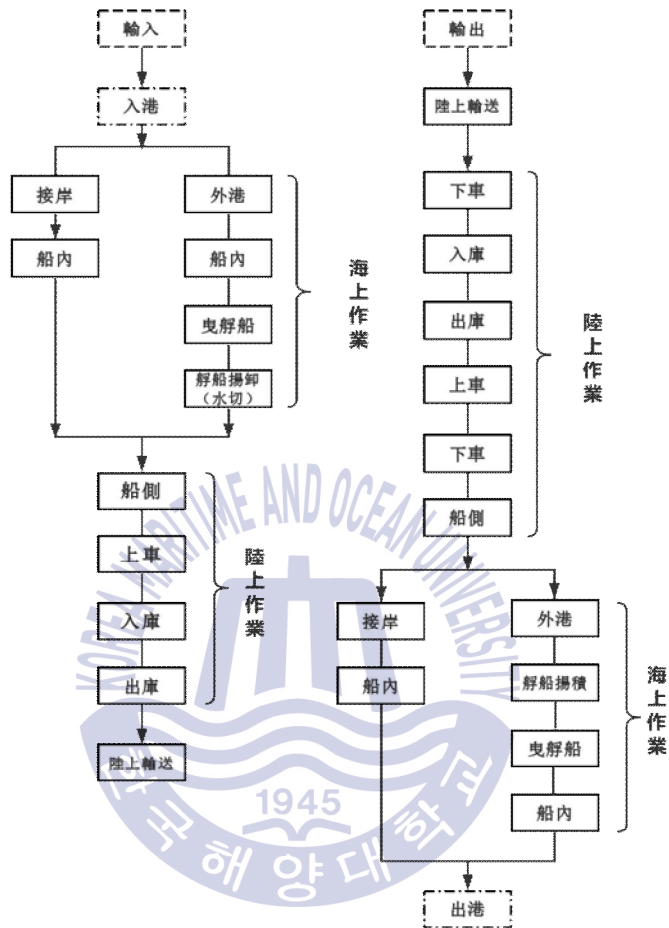 輸入
入港
接岸
船內
外港
船內
曳艀船
艀船揚卸
(水切)
海上作業
船側
上車
入庫
出庫
陸上作業
陸上輸送
輸出
陸上輸送
下車
入庫
出庫
上車
下車
船側
陸上作業
接岸
船內
外港
艀船揚積
曳艀船
船內
海上作業
出港
KOREA MARITIME AND OCEAN UNIVERSITY
1945
한국해양대학교